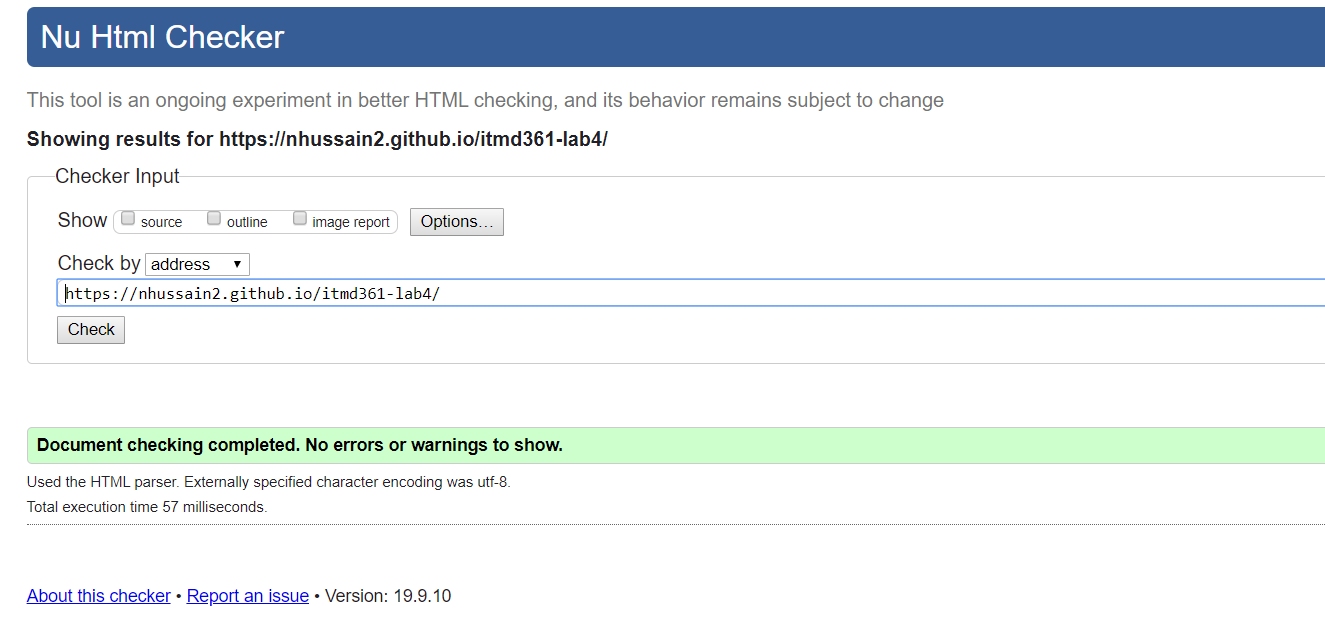 Nu Html Checker
This tool is an ongoing experiment in better HTML checking, and its behavior remains subject to change
Showing results for https://nhussain2.github.io/itmd361-lab4/
Checker Input
Show source outline image report Options…
Check by address
https://nhussain2.github.io/itmd361-lab4/
Check
Document checking completed. No errors or warnings to show.
Used the HTML parser. Externally specified character encoding was utf-8.
Total execution time 57 milliseconds.
About this checker • Report an issue • Version: 19.9.10